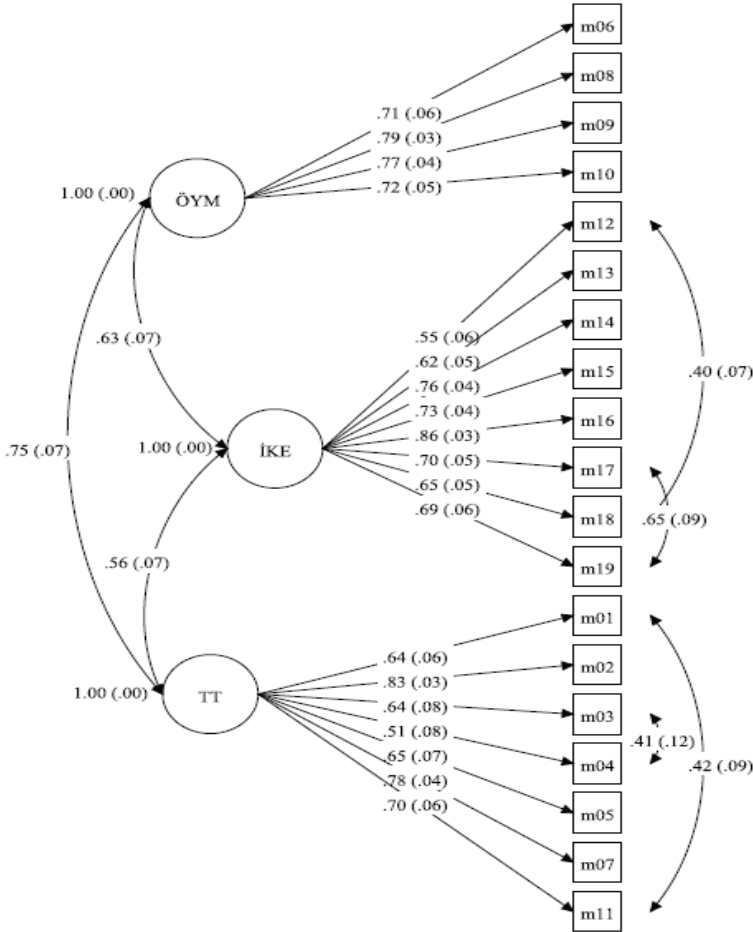 m06
m08
m09
m10
m12
m13
m14
m15
m16
m17
m18
m19
m01
m02
m03
m04
m05
m07
m11
ÖYM
İKE
TT
1.00 (.00)
1.00 (.00)
1.00 (.00)
.71 (.06)
.79 (.03)
.77 (.04)
.72 (.05)
.55 (.06)
.62 (.05)
.76 (.04)
.73 (.04)
.86 (.03)
.70 (.05)
.65 (.05)
.69 (.06)
.64 (.06)
.83 (.03)
.64 (.08)
.51 (.08)
.65 (.07)
.78 (.04)
.70 (.06)
.63 (.07)
.75 (.07)
.56 (.07)
.40 (.07)
.65 (.09)
.41 (.12)
.42 (.09)